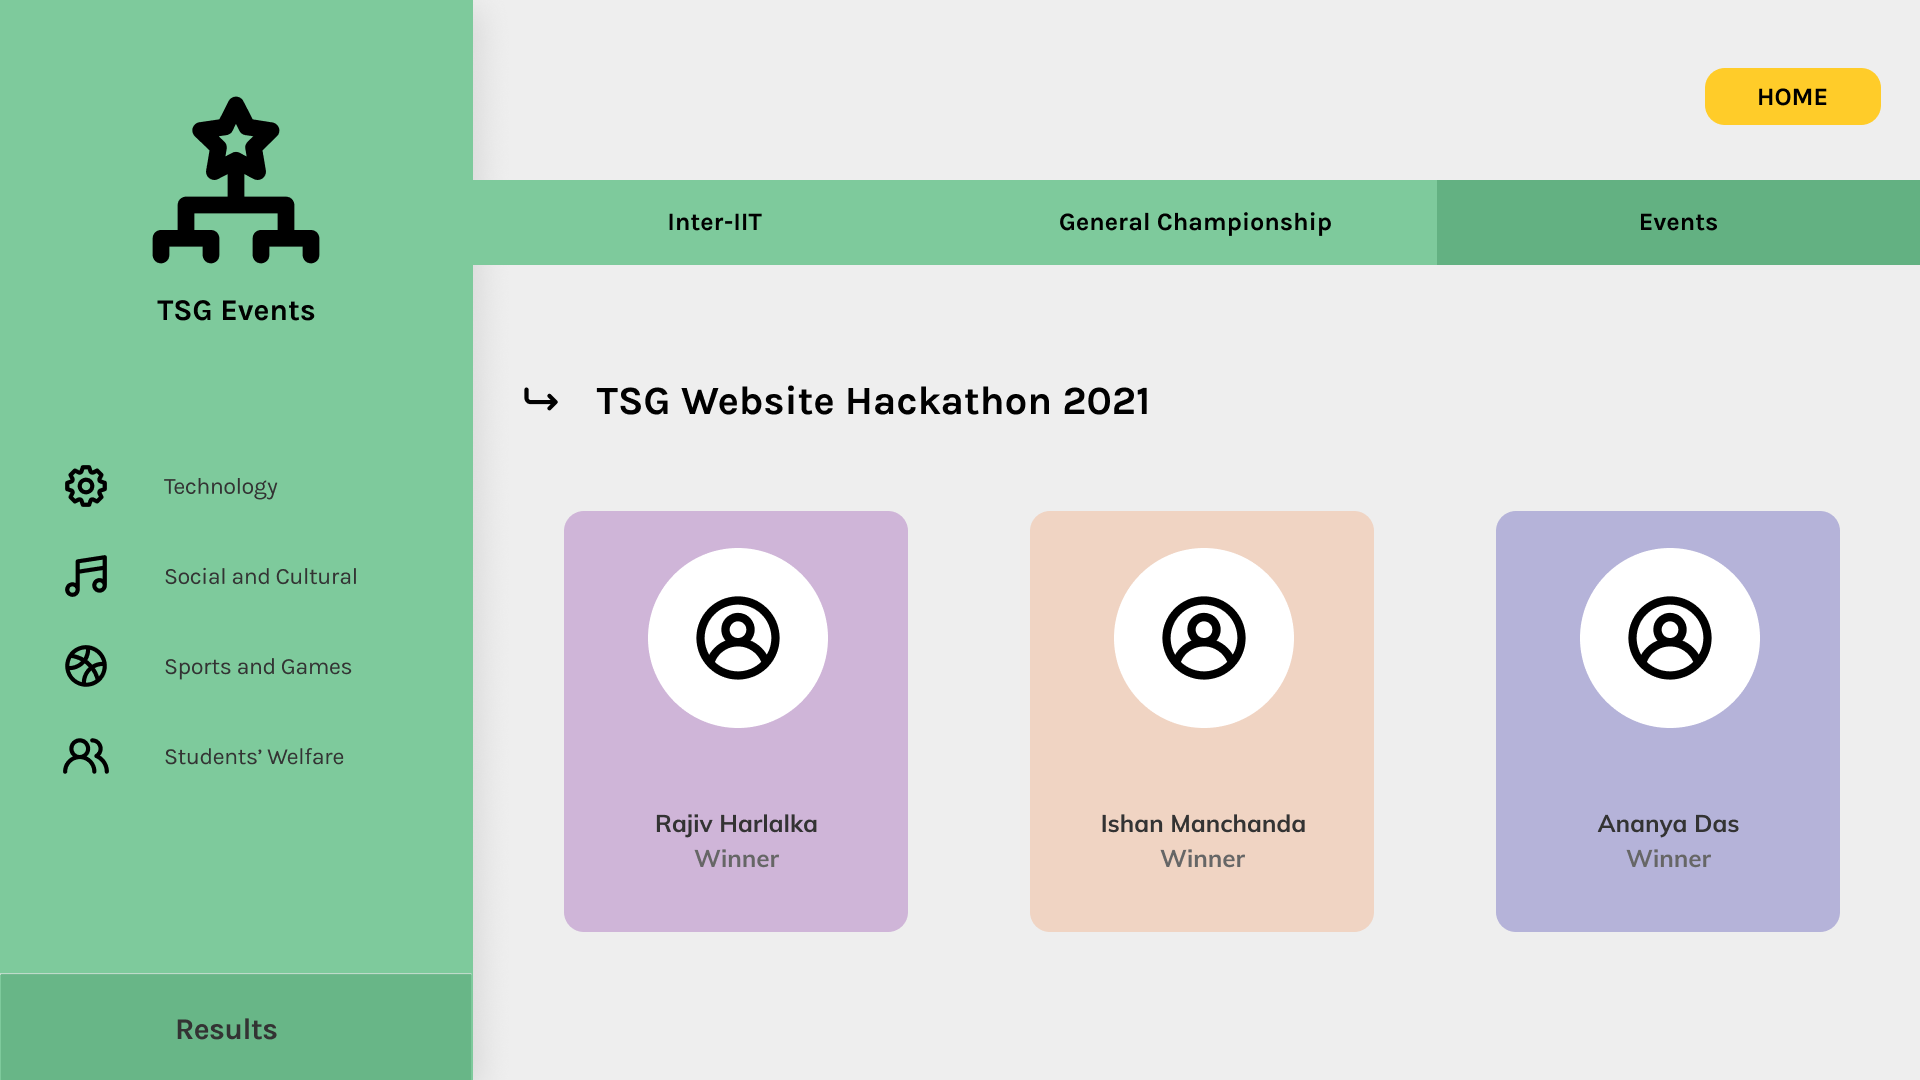 HOME
Inter-IIT
General Championship
Events
TSG Events
TSG Website Hackathon 2021
Technology
Social and Cultural
Sports and Games
Students’ Welfare
Rajiv Harlalka
Winner
Ishan Manchanda
Winner
Ananya Das
Winner
Results